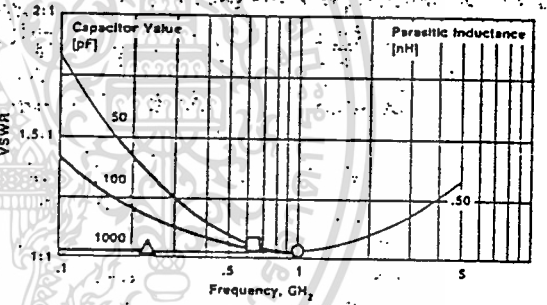 2:1
Capacitor Value
[pF]
Parasitic Inductance
[nH]
50
VSWR
1.5:1
100
.50
1000
1:1
.1
.5
1
5
Frequency, GHz